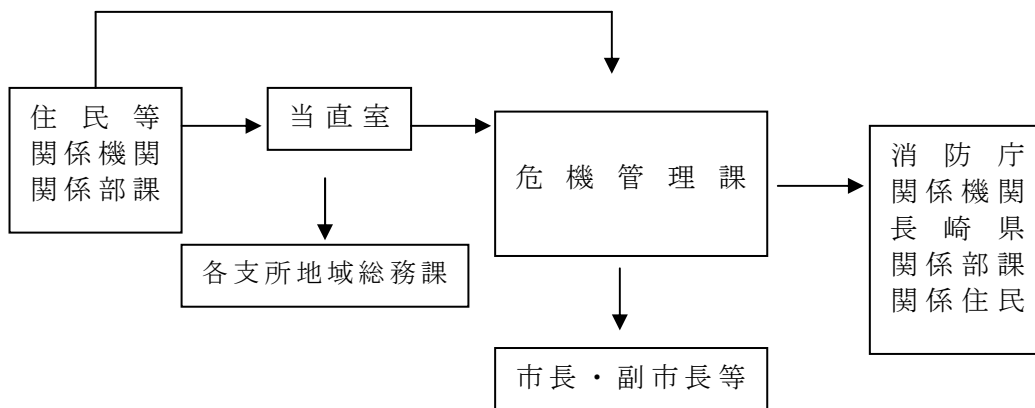 住民等
関係機関
関係部課
当直室
各支所地域総務課
危機管理課
市長・副市長等
消防庁
関係機関
長崎県
関係部課
関係住民